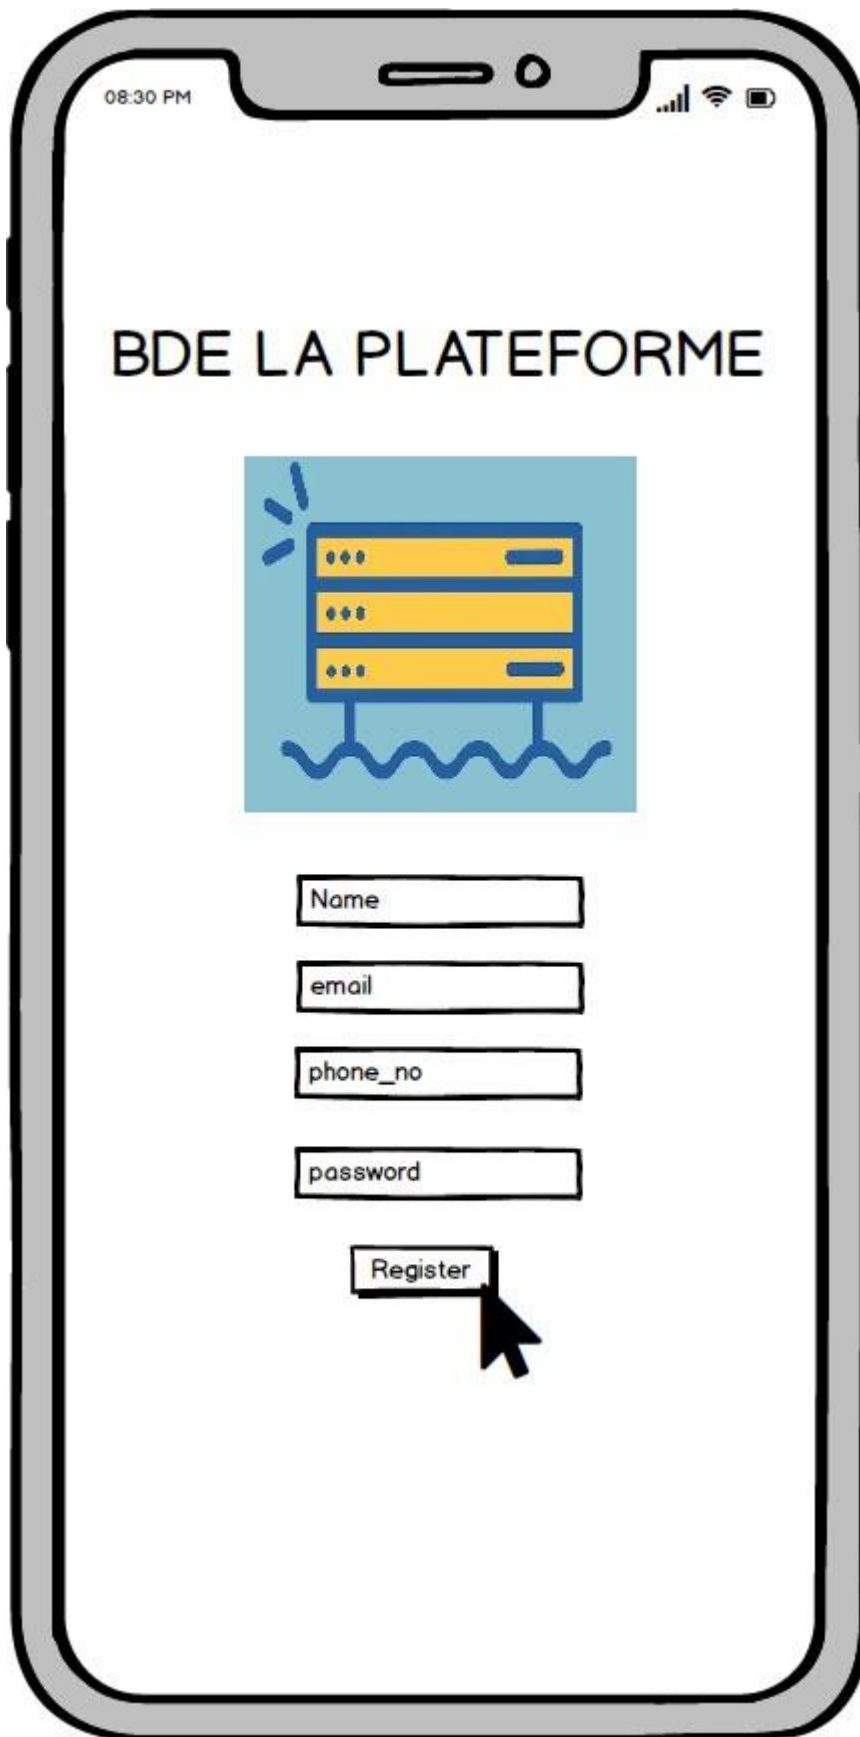 08:30 PM
BDE LA PLATEFORME
Name
email
phone_no
password
Register